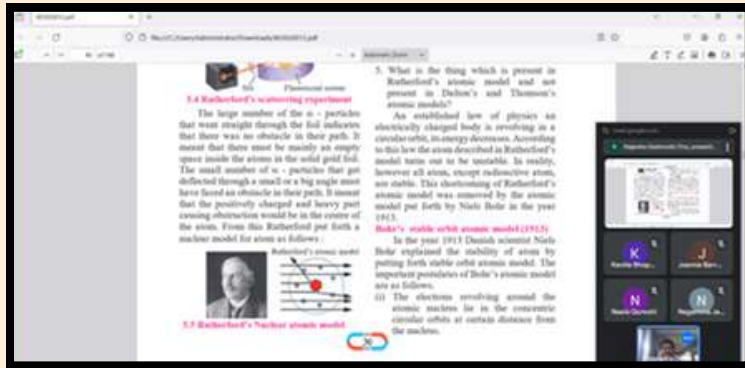 Slit Fluorescent screen
5.4 Rutherford's scattering experiment
The large number of the α - particles
that went straight through the foil indicates
that there was no obstacle in their path. It
meant that there must be mainly an empty
space inside the atoms in the solid gold foil.
The small number of α - particles that got
deflected through a small or a big angle must
have faced an obstacle in their path. It meant
that the positively charged and heavy part
causing obstruction would be in the centre of
the atom. From this Rutherford put forth a
nuclear model for atom as follows :
Rutherford's atomic model
5.5 Rutherford's Nuclear atomic model
5. What is the thing which is present in
Rutherford's atomic model and not
present in Dalton's and Thomson's
atomic models?
An established law of physics an
electrically charged body is revolving in a
circular orbit, its energy decreases. According
to this law the atom described in Rutherford's
model turns out to be unstable. In reality,
however all atom, except radioactive atom,
are stable. This shortcoming of Rutherford's
atomic model was removed by the atomic
model put forth by Niels Bohr in the year
1913.
Bohr's stable orbit atomic model (1913)
In the year 1913 Danish scientist Niels
Bohr explained the stability of atom by
putting forth stable orbit atomic model. The
important postulates of Bohr's atomic model
are as follows.
(i) The electrons revolving around the
atomic nucleus lie in the concentric
circular orbits at certain distance from
the nucleus.
K
J
N
N